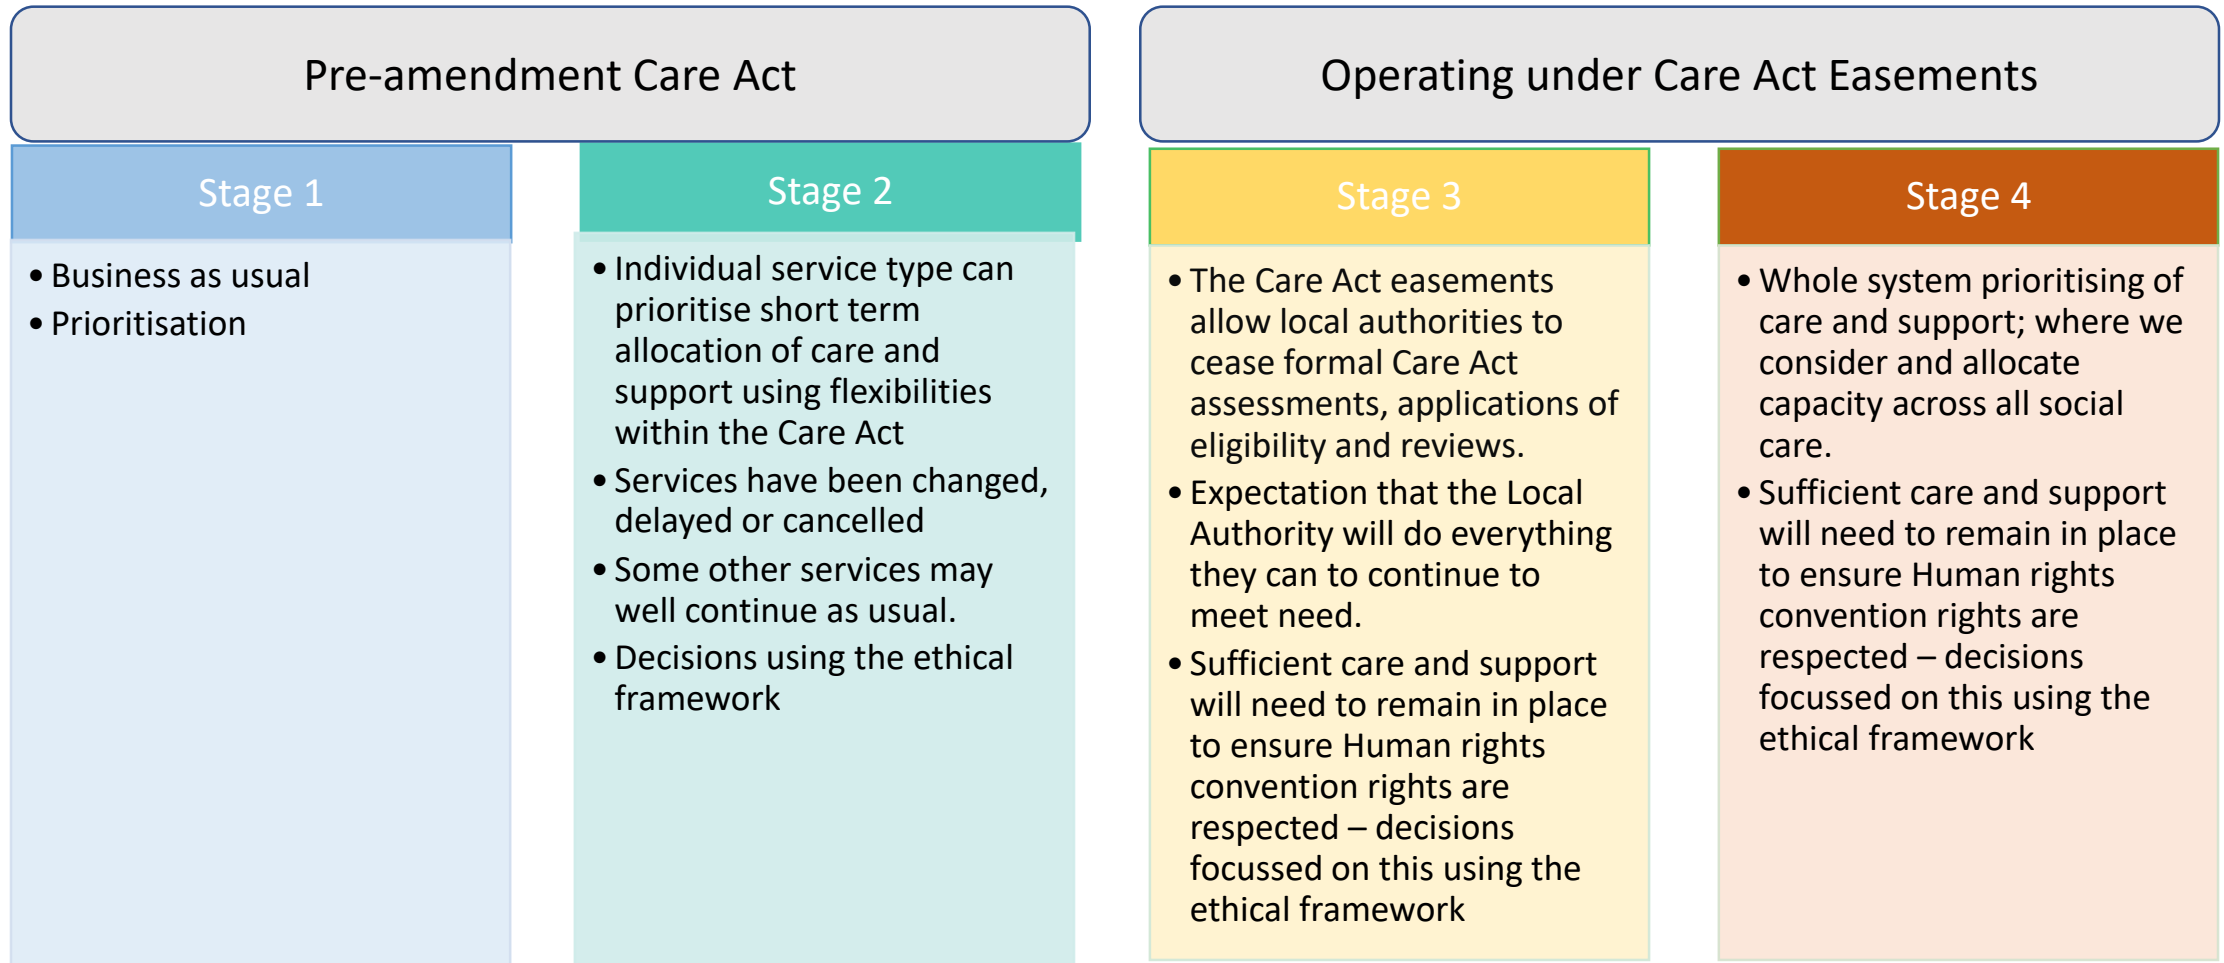 Pre-amendment Care Act
Operating under Care Act Easements
Stage 1
• Business as usual
• Prioritisation
Stage 2
• Individual service type can
prioritise short term
allocation of care and
support using flexibilities
within the Care Act
• Services have been changed,
delayed or cancelled
• Some other services may
well continue as usual.
• Decisions using the ethical
framework
Stage 3
• The Care Act easements
allow local authorities to
cease formal Care Act
assessments, applications of
eligibility and reviews.
• Expectation that the Local
Authority will do everything
they can to continue to
meet need.
• Sufficient care and support
will need to remain in place
to ensure Human rights
convention rights are
respected – decisions
focussed on this using the
ethical framework
Stage 4
• Whole system prioritising of
care and support; where we
consider and allocate
capacity across all social
care.
• Sufficient care and support
will need to remain in place
to ensure Human rights
convention rights are
respected – decisions
focussed on this using the
ethical framework